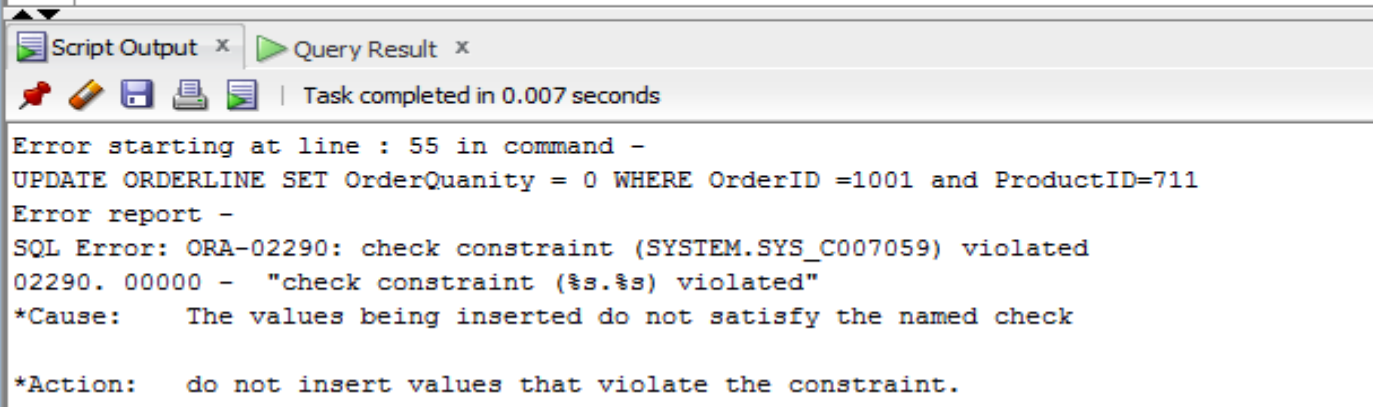 Script Output x Query Result x
Task completed in 0.007 seconds
Error starting at line : 55 in command -
UPDATE ORDERLINE SET OrderQuanity = 0 WHERE OrderID =1001 and ProductID=711
Error report -
SQL Error: ORA-02290: check constraint (SYSTEM.SYS_C007059) violated
02290. 00000 -  "check constraint (%s.%s) violated"
*Cause:    The values being inserted do not satisfy the named check
*Action:   do not insert values that violate the constraint.